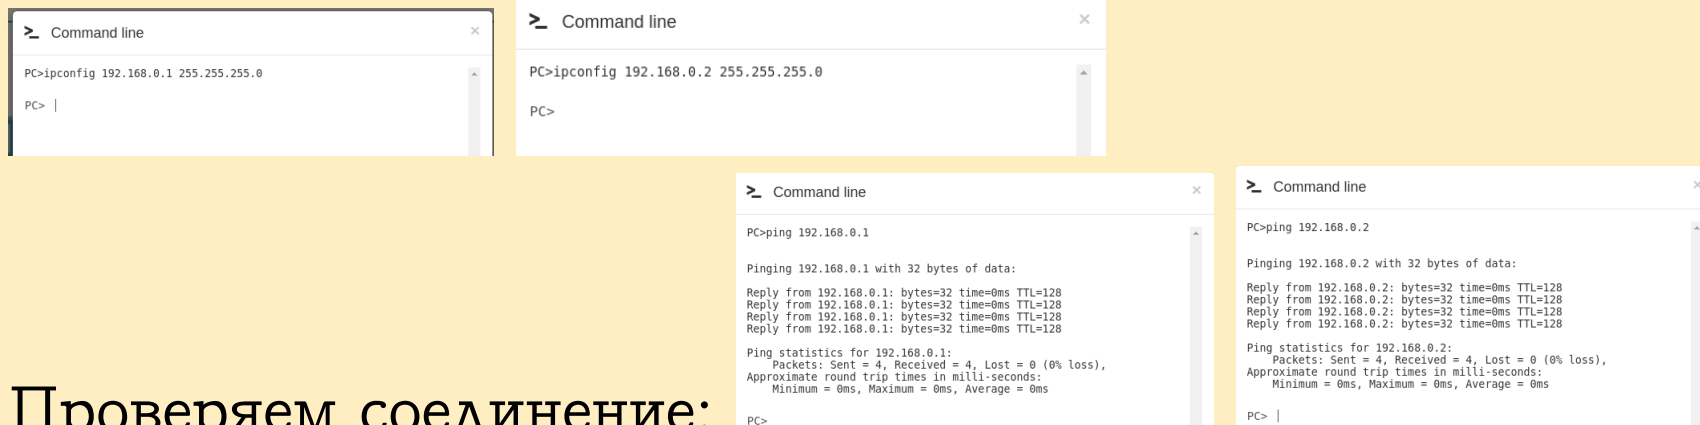 Command line
PC>ipconfig 192.168.0.1 255.255.255.0
PC>
Command line
PC>ipconfig 192.168.0.2 255.255.255.0
PC>
Command line
PC>ping 192.168.0.1
Pinging 192.168.0.1 with 32 bytes of data:
Reply from 192.168.0.1: bytes=32 time=0ms TTL=128
Reply from 192.168.0.1: bytes=32 time=0ms TTL=128
Reply from 192.168.0.1: bytes=32 time=0ms TTL=128
Reply from 192.168.0.1: bytes=32 time=0ms TTL=128
Ping statistics for 192.168.0.1:
Packets: Sent = 4, Received = 4, Lost = 0 (0% loss),
Approximate round trip times in milli-seconds:
Minimum = 0ms, Maximum = 0ms, Average = 0ms
PC>
Command line
PC>ping 192.168.0.2
Pinging 192.168.0.2 with 32 bytes of data:
Reply from 192.168.0.2: bytes=32 time=0ms TTL=128
Reply from 192.168.0.2: bytes=32 time=0ms TTL=128
Reply from 192.168.0.2: bytes=32 time=0ms TTL=128
Reply from 192.168.0.2: bytes=32 time=0ms TTL=128
Ping statistics for 192.168.0.2:
Packets: Sent = 4, Received = 4, Lost = 0 (0% loss),
Approximate round trip times in milli-seconds:
Minimum = 0ms, Maximum = 0ms, Average = 0ms
PC>
Проверяем соединение: